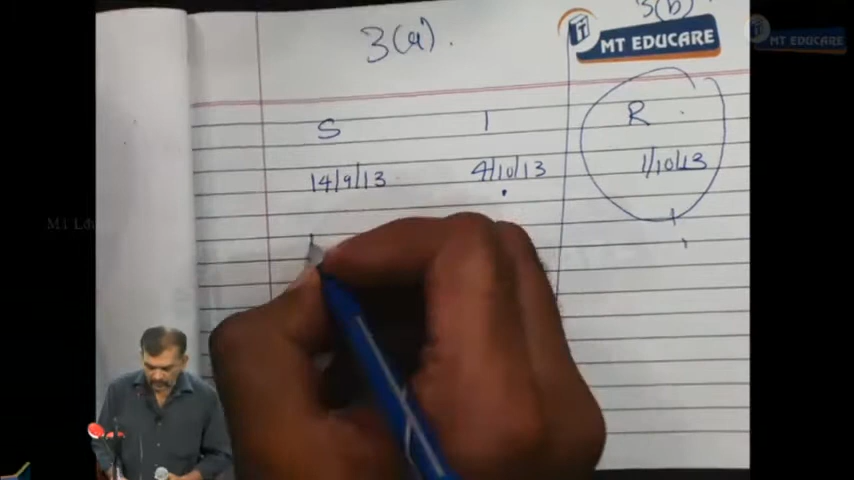 3(a).
3(b)
MT EDUCARE
MT EDUCARE
S I R
14/9/13 4/10/13 1/10/13